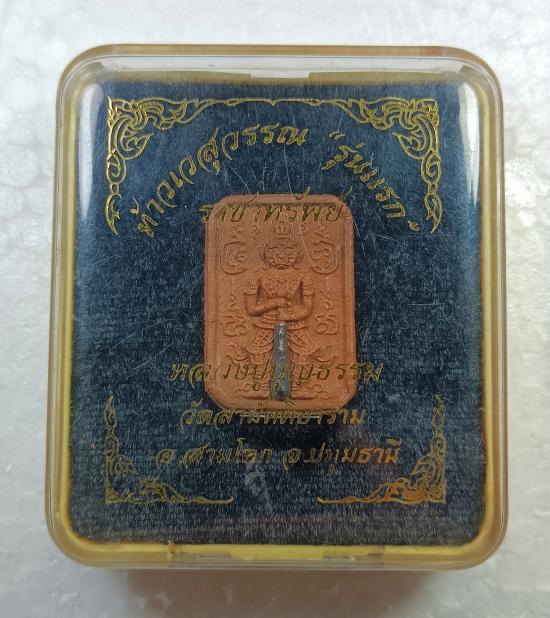 ท้าวเวสุวรรณ "รุ่นแรก"
ราชาทรัพย์
หลวงปู่บุญธรรม
วัดสามัคคิยาราม
อ.สามโคก จ.ปทุมธานี